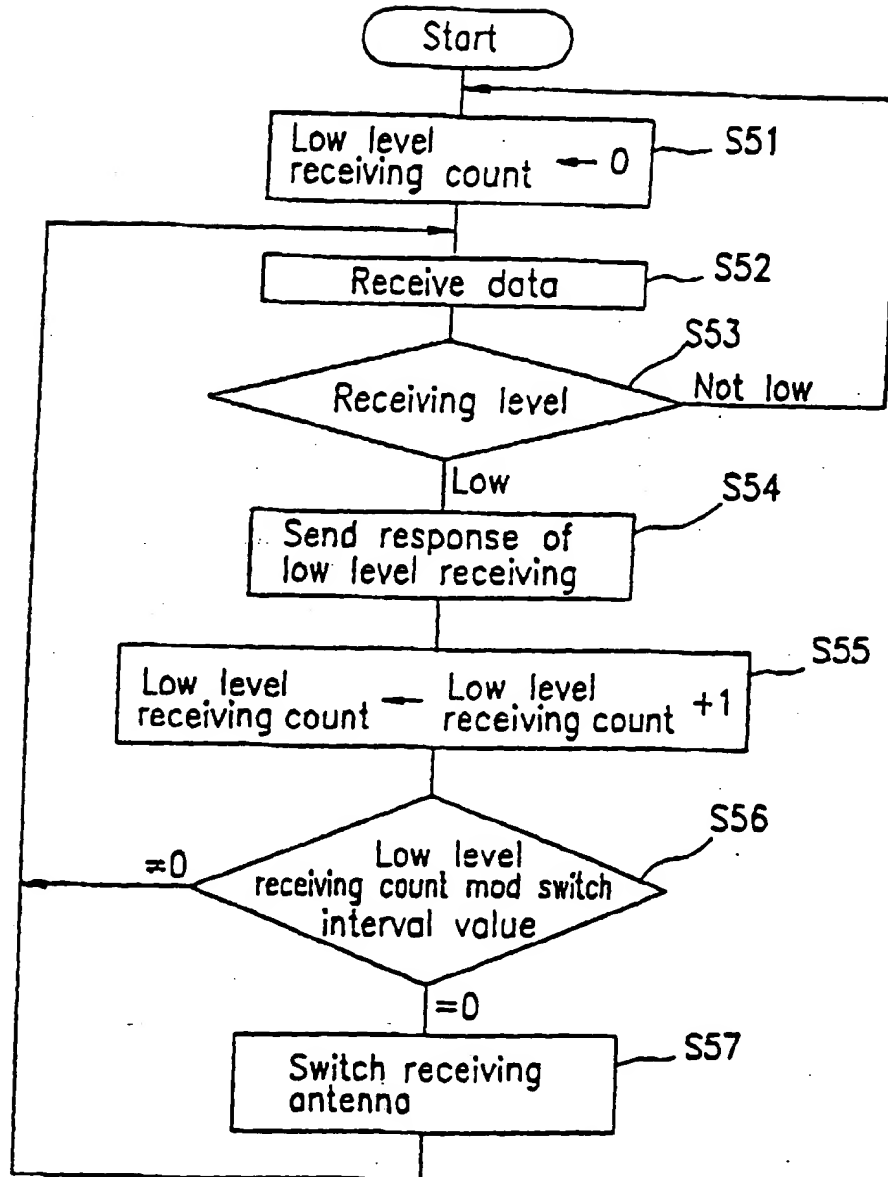 Start
Low level
receiving count ← 0
S51
Receive data
S52
S53
Receiving level
Not low
Low
S54
Send response of
low level receiving
S55
Low level
receiving count ← Low level
receiving count +1
S56
≠0
Low level
receiving count mod switch
interval value
=0
S57
Switch receiving
antenna